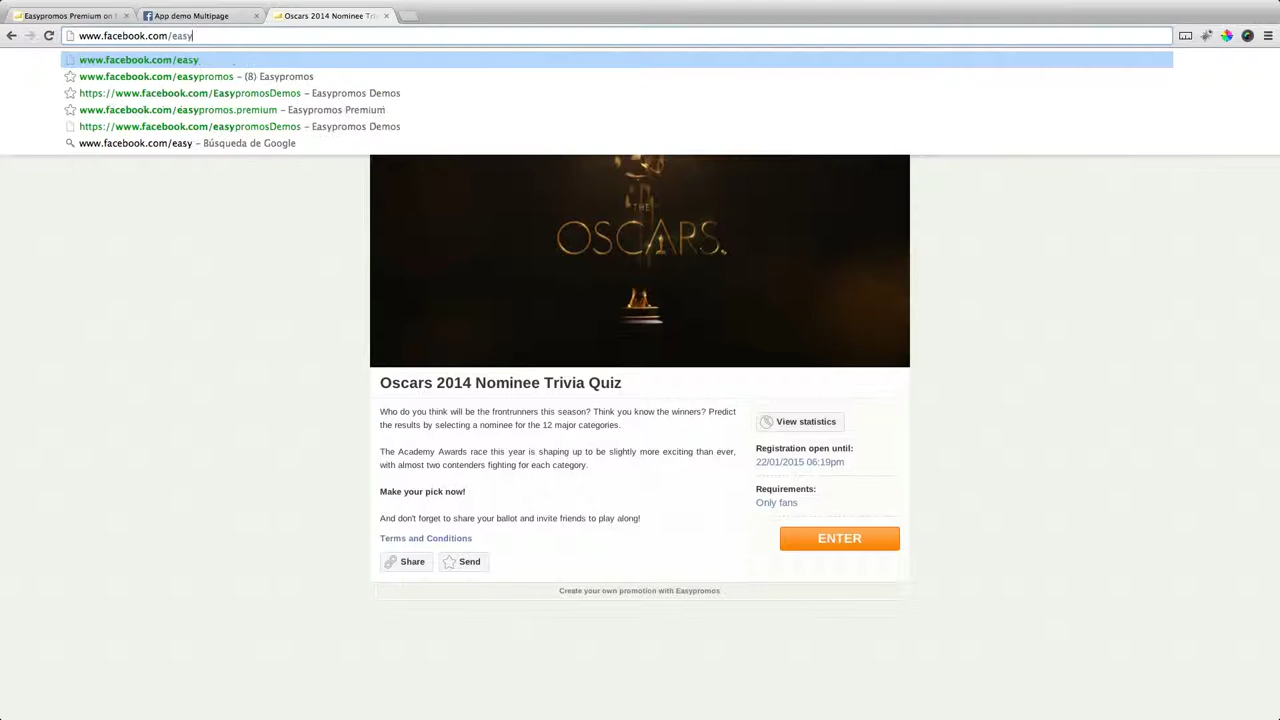 Easypromos Premium on
App demo Multipage
Oscars 2014 Nominee Tri
www.facebook.com/easy
www.facebook.com/easy
www.facebook.com/easypromos – (8) Easypromos
https://www.facebook.com/EasypromosDemos – Easypromos Demos
www.facebook.com/easypromos.premium – Easypromos Premium
https://www.facebook.com/easypromosDemos – Easypromos Demos
www.facebook.com/easy – Búsqueda de Google
THE
OSCARS.
Oscars 2014 Nominee Trivia Quiz
Who do you think will be the frontrunners this season? Think you know the winners? Predict
the results by selecting a nominee for the 12 major categories.
The Academy Awards race this year is shaping up to be slightly more exciting than ever,
with almost two contenders fighting for each category.
Make your pick now!
And don't forget to share your ballot and invite friends to play along!
Terms and Conditions
Share
Send
View statistics
Registration open until:
22/01/2015 06:19pm
Requirements:
Only fans
ENTER
Create your own promotion with Easypromos